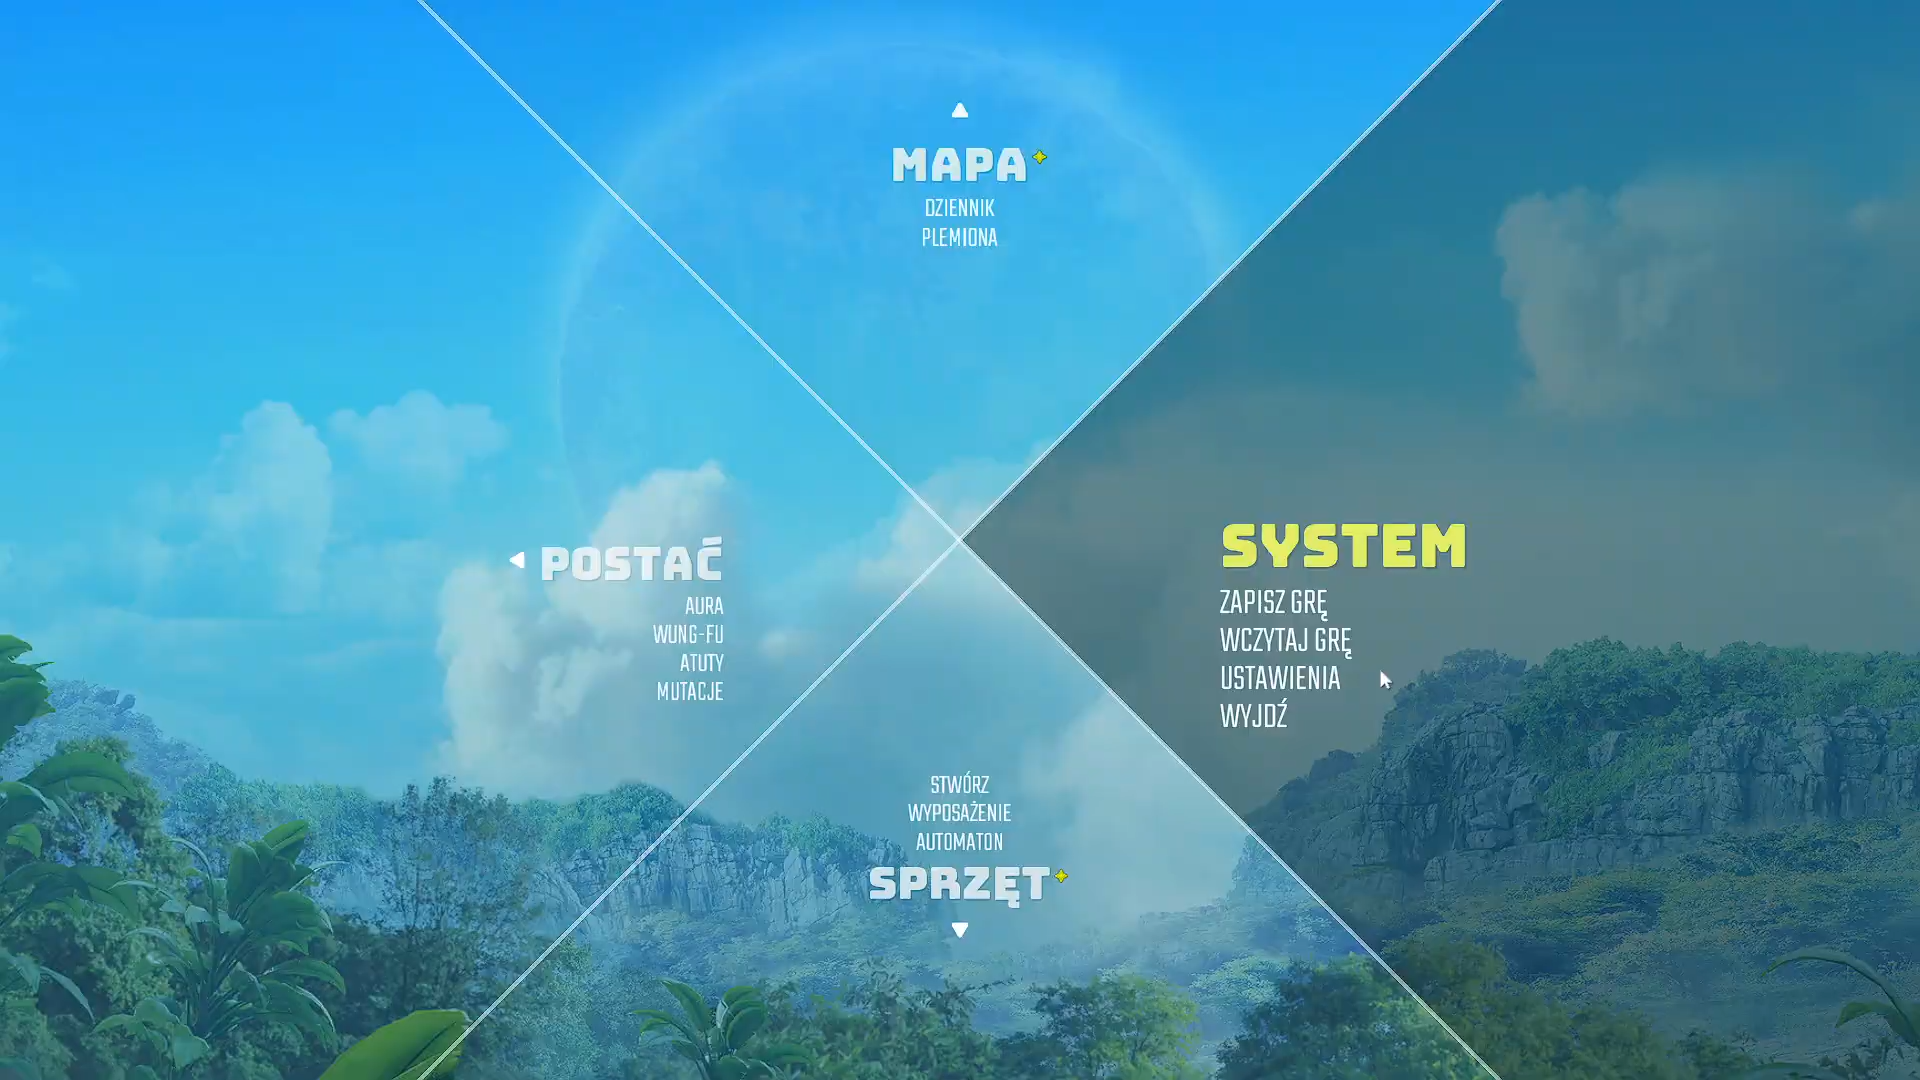 MAPA
DZIENNIK
PLEMIONA
POSTAĆ
AURA
WUNG-FU
ATUTY
MUTACJE
SYSTEM
ZAPISZ GRĘ
WCZYTAJ GRĘ
USTAWIENIA
WYJDŹ
STWÓRZ
WYPOSAŻENIE
AUTOMATON
SPRZĘT